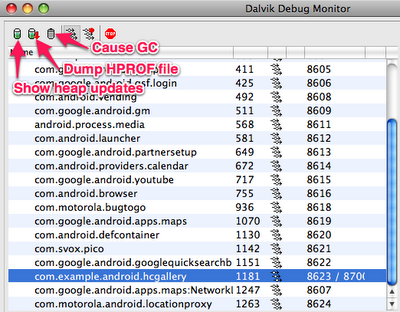 Dalvik Debug Monitor
Cause GC
Dump HPROF file
Show heap updates
Name
com.g 411 8605
com.google.android.gsf.login 425 8606
com.android.vending 492 8608
com.google.android.gm 511 8609
android.process.media 568 8611
com.android.launcher 581 8612
com.google.android.partnersetup 649 8613
com.android.providers.calendar 672 8614
com.google.android.youtube 717 8615
com.android.browser 755 8616
com.motorola.bugtogo 936 8618
com.google.android.apps.maps 1070 8619
com.android.defcontainer 1130 8620
com.svox.pico 1142 8621
com.google.android.googlequicksearchb 1151 8622
com.example.android.hcgallery 1181 8623 / 8700
com.google.android.apps.maps:Networkl 1247 8607
com.motorola.android.locationproxy 1263 8624